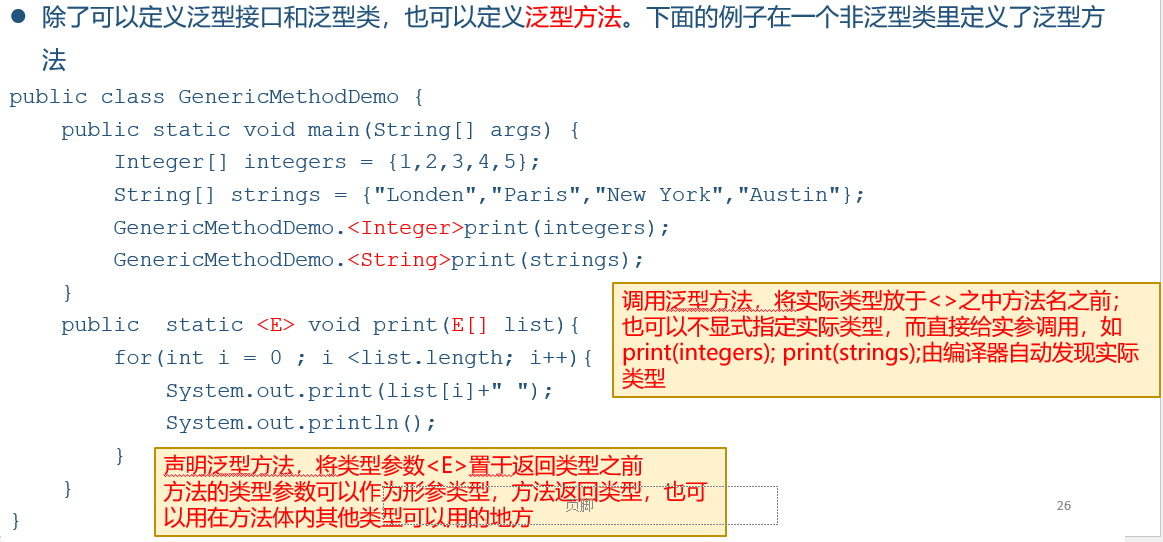 ● 除了可以定义泛型接口和泛型类，也可以定义泛型方法。下面的例子在一个非泛型类里定义了泛型方
法
public class GenericMethodDemo {
    public static void main(String[] args) {
        Integer[] integers = {1,2,3,4,5};
        String[] strings = {"Londen","Paris","New York","Austin"};
        GenericMethodDemo.<Integer>print(integers);
        GenericMethodDemo.<String>print(strings);
    }
    public  static <E> void print(E[] list){
        for(int i = 0 ; i <list.length; i++){
            System.out.print(list[i]+" ");
            System.out.println();
        }
    }
}
调用泛型方法，将实际类型放于<>之中方法名之前；
也可以不显式指定实际类型，而直接给实参调用，如
print(integers); print(strings);由编译器自动发现实际
类型
声明泛型方法，将类型参数<E>置于返回类型之前
方法的类型参数可以作为形参类型，方法返回类型，也可
以用在方法体内其他类型可以用的地方
页脚
26